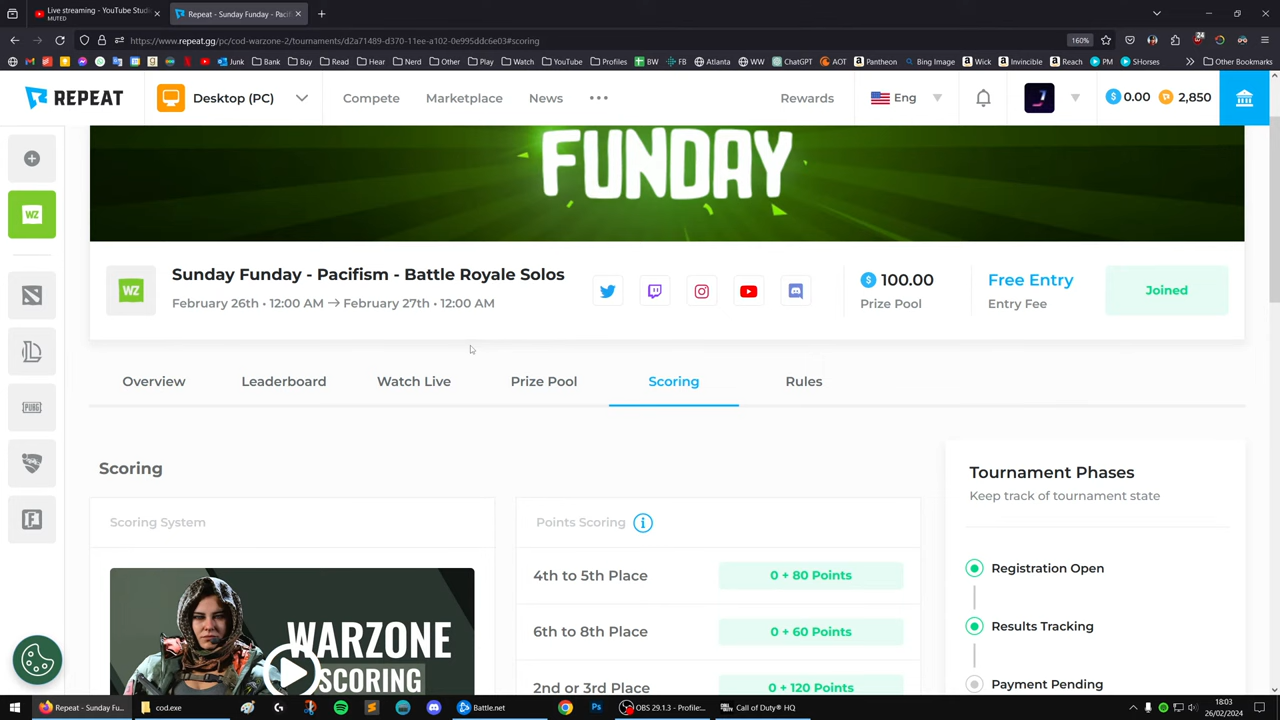 Live streaming - YouTube Studi
MUTED
Repeat - Sunday Funday - Pacif
https://www.repeat.gg/pc/cod-warzone-2/tournaments/d2a71489-d370-11ee-a102-0e995ddc6e03#scoring
160%
24
Junk Bank Buy Read Hear Nerd Other Play Watch YouTube Profiles BW FB Atlanta WW ChatGPT AOT Pantheon Bing Image Wick Invincible Reach PM SHorses Other Bookmarks
REPEAT
Desktop (PC)
Compete
Marketplace
News
Rewards
Eng
0.00
2,850
WZ
FUNDAY
WZ
Sunday Funday - Pacifism - Battle Royale Solos
February 26th • 12:00 AM → February 27th • 12:00 AM
$ 100.00
Prize Pool
Free Entry
Entry Fee
Joined
Overview
Leaderboard
Watch Live
Prize Pool
Scoring
Rules
Scoring
Scoring System
WARZONE
SCORING
Points Scoring
4th to 5th Place
0 + 80 Points
6th to 8th Place
0 + 60 Points
2nd or 3rd Place
0 + 120 Points
Tournament Phases
Keep track of tournament state
Registration Open
Results Tracking
Payment Pending
Repeat - Sunday Fu...
cod.exe
Battle.net
OBS 29.1.3 - Profile:...
Call of Duty® HQ
18:03
26/02/2024